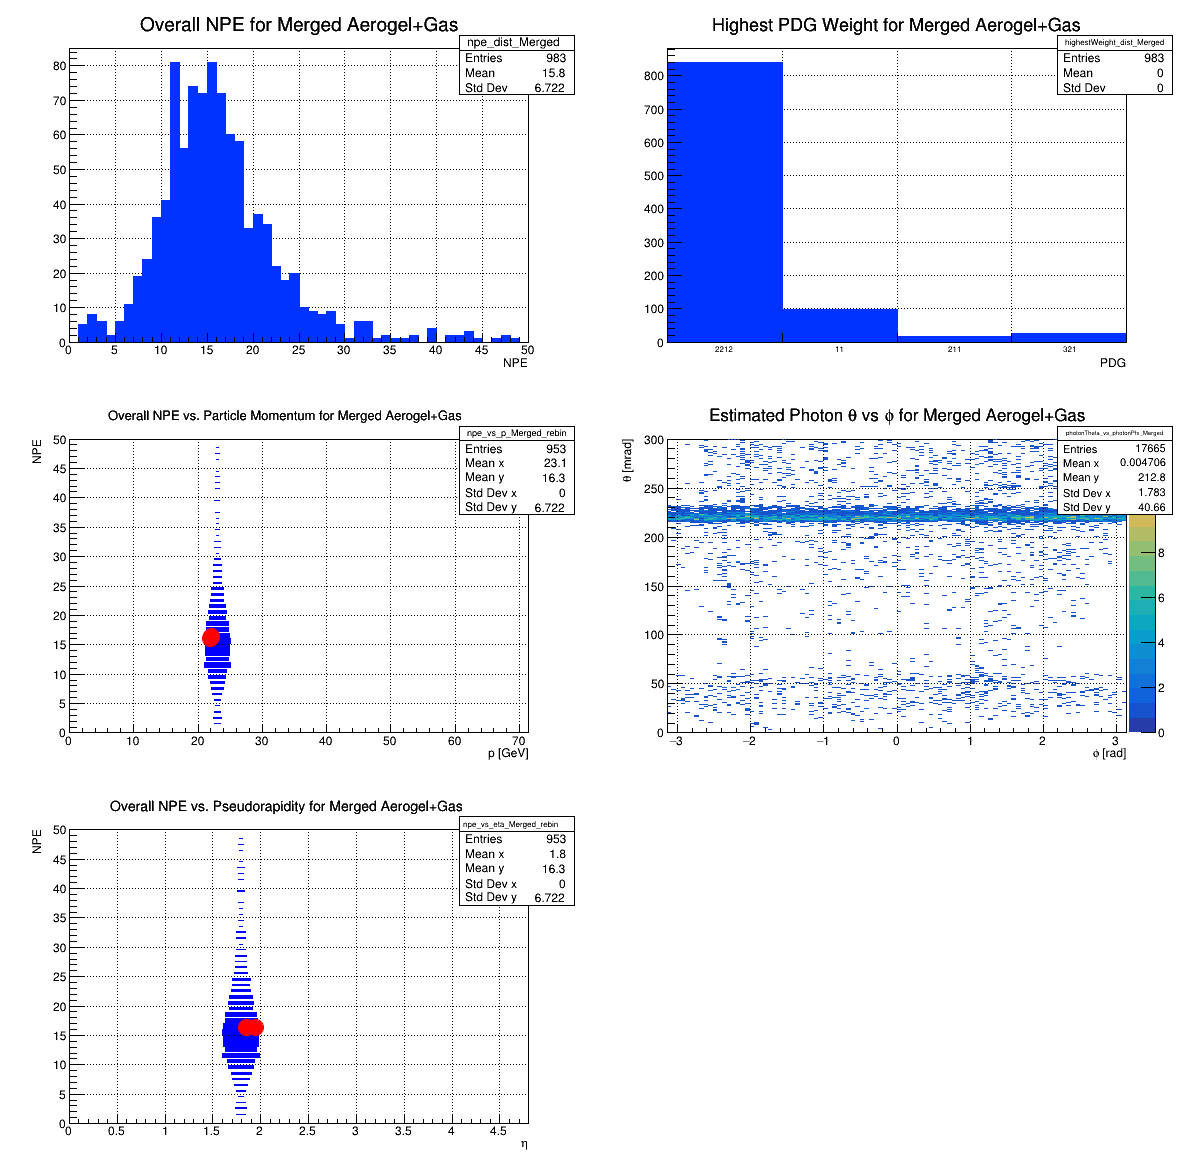 Overall NPE for Merged Aerogel+Gas
npe_dist_Merged
Entries 983
Mean 15.8
Std Dev 6.722
80
70
60
50
40
30
20
10
0
0 5 10 15 20 25 30 35 40 45 50
NPE
Highest PDG Weight for Merged Aerogel+Gas
highestWeight_dist_Merged
Entries 983
Mean 0
Std Dev 0
800
700
600
500
400
300
200
100
0
2212 11 211 321
PDG
Overall NPE vs. Particle Momentum for Merged Aerogel+Gas
npe_vs_p_Merged_rebin
Entries 953
Mean x 23.1
Mean y 16.3
Std Dev x 0
Std Dev y 6.722
NPE
50
45
40
35
30
25
20
15
10
5
0
0 10 20 30 40 50 60 70
p [GeV]
Estimated Photon θ vs ϕ for Merged Aerogel+Gas
photonTheta_vs_photonPhi_Merged
Entries 17665
Mean x 0.004706
Mean y 212.8
Std Dev x 1.783
Std Dev y 40.66
θ [mrad]
300
250
200
150
100
50
0
−3 −2 −1 0 1 2 3
ϕ [rad]
8
6
4
2
0
Overall NPE vs. Pseudorapidity for Merged Aerogel+Gas
npe_vs_eta_Merged_rebin
Entries 953
Mean x 1.8
Mean y 16.3
Std Dev x 0
Std Dev y 6.722
NPE
50
45
40
35
30
25
20
15
10
5
0
0 0.5 1 1.5 2 2.5 3 3.5 4 4.5
η